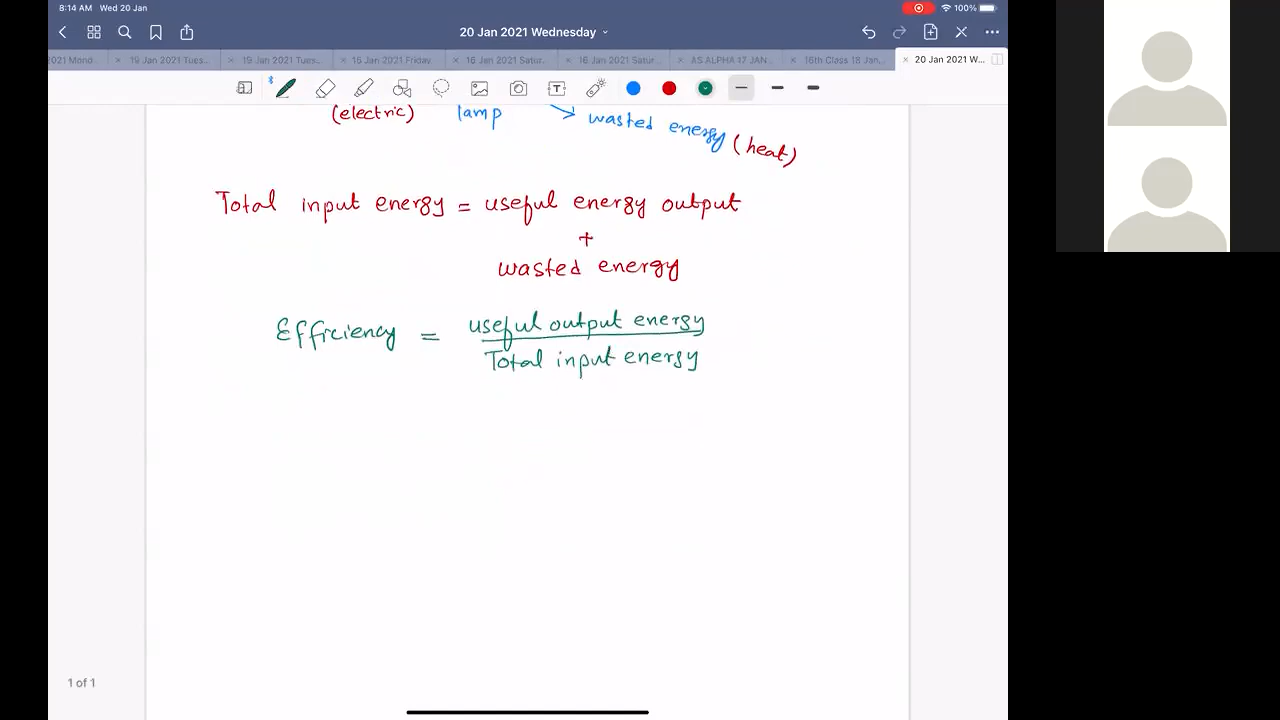 8:14 AM Wed 20 Jan
100%
20 Jan 2021 Wednesday
2021 Mono
19 Jan 2021 Tues...
19 Jan 2021 Tues...
15 Jan 2021 Friday
16 Jan 2021 Satur...
16 Jan 2021 Satur...
AS ALPHA 17 JAN...
16th Class 18 Jan...
20 Jan 2021 W...
T
(electric) lamp wasted energy (heat)
Total input energy = useful energy output
+
wasted energy
Efficiency = useful output energy
Total input energy
1 of 1